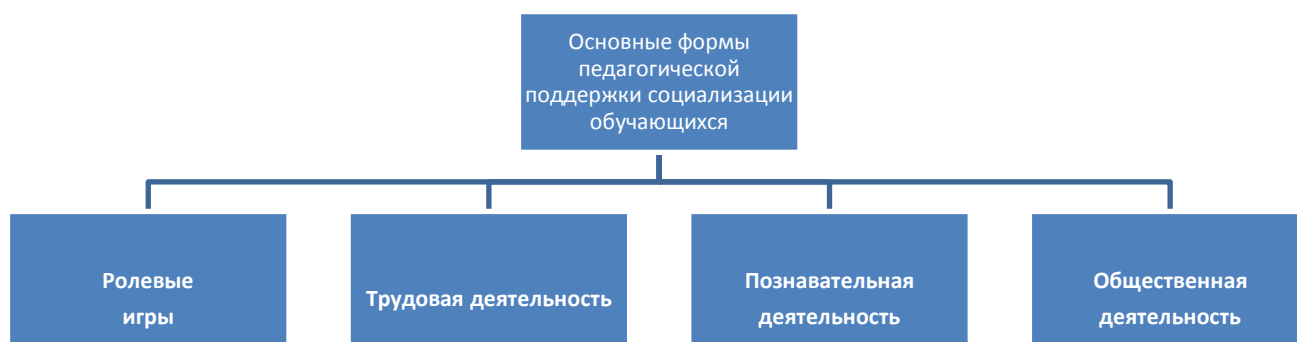 Основные формы
педагогической
поддержки социализации
обучающихся
Ролевые
игры
Трудовая деятельность
Познавательная
деятельность
Общественная
деятельность